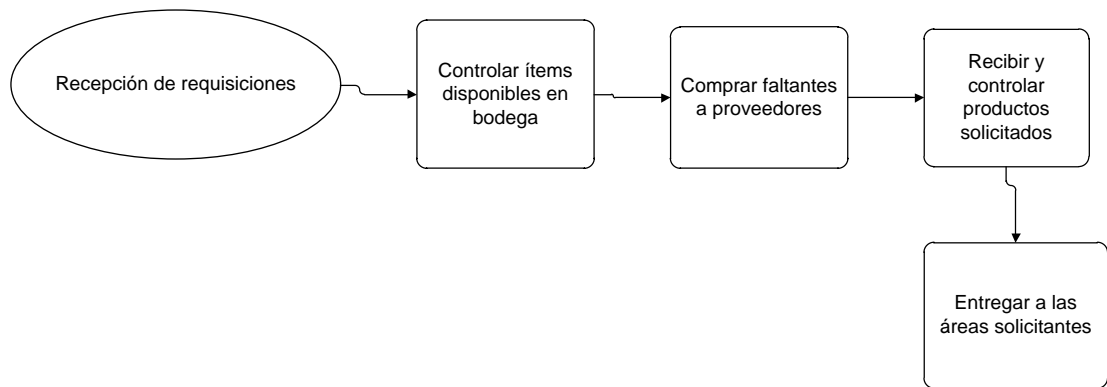 Recepción de requisiciones
Controlar ítems
disponibles en
bodega
Comprar faltantes
a proveedores
Recibir y
controlar
productos
solicitados
Entregar a las
áreas solicitantes